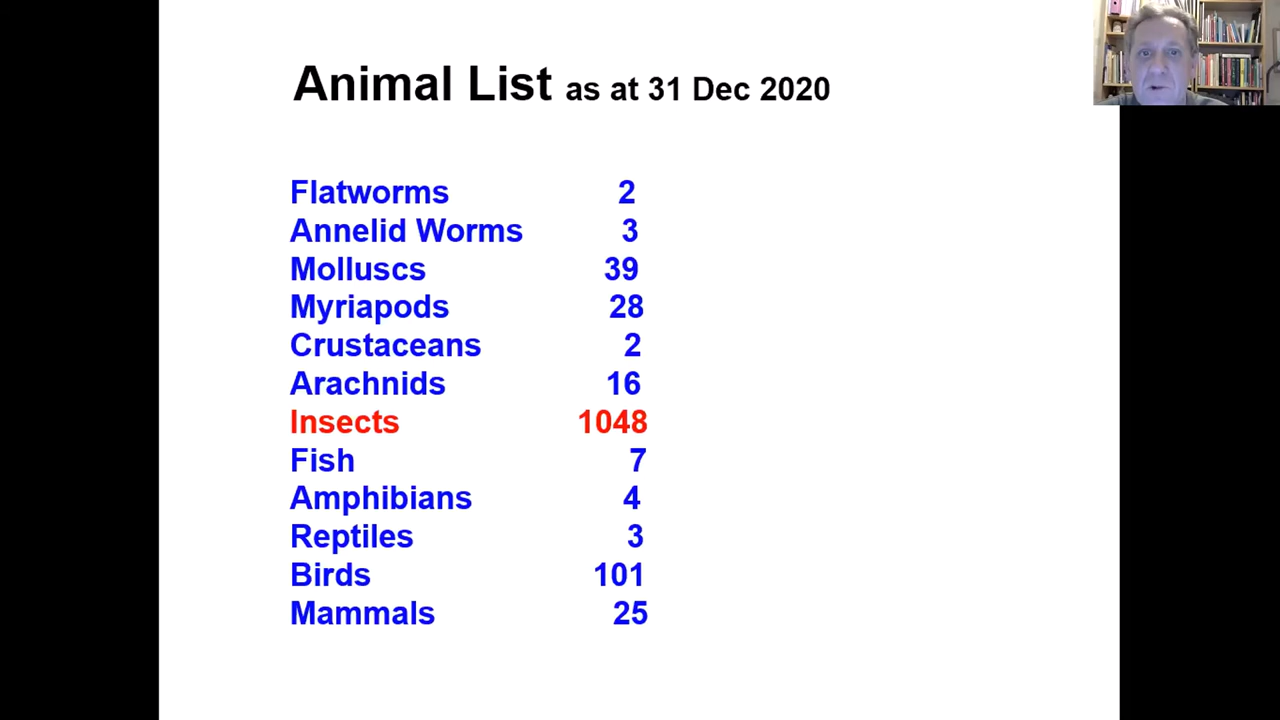 Animal List as at 31 Dec 2020
Flatworms 2
Annelid Worms 3
Molluscs 39
Myriapods 28
Crustaceans 2
Arachnids 16
Insects 1048
Fish 7
Amphibians 4
Reptiles 3
Birds 101
Mammals 25